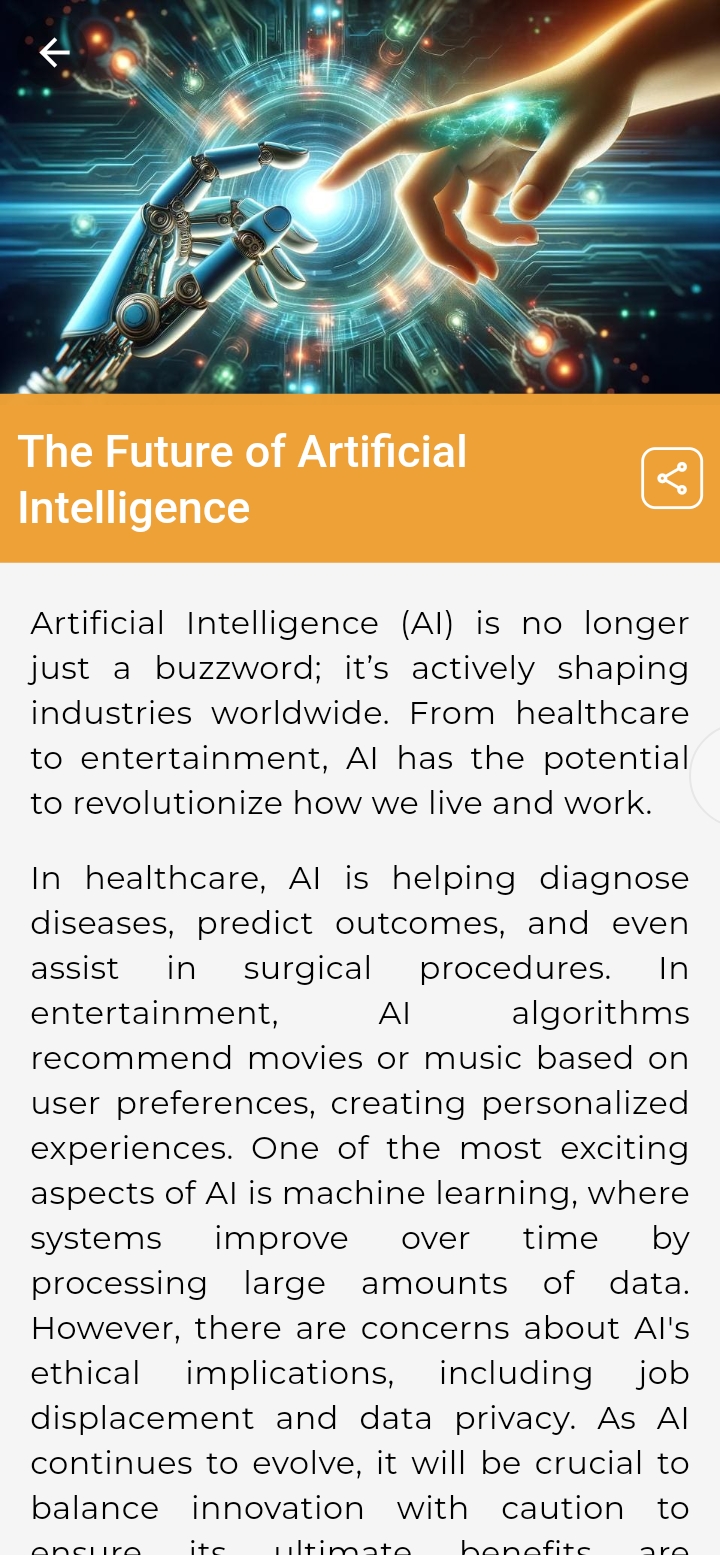 The Future of Artificial
Intelligence
Artificial Intelligence (AI) is no longer
just a buzzword; it’s actively shaping
industries worldwide. From healthcare
to entertainment, AI has the potential
to revolutionize how we live and work.
In healthcare, AI is helping diagnose
diseases, predict outcomes, and even
assist in surgical procedures. In
entertainment, AI algorithms
recommend movies or music based on
user preferences, creating personalized
experiences. One of the most exciting
aspects of AI is machine learning, where
systems improve over time by
processing large amounts of data.
However, there are concerns about AI's
ethical implications, including job
displacement and data privacy. As AI
continues to evolve, it will be crucial to
balance innovation with caution to
ensure its ultimate benefits are